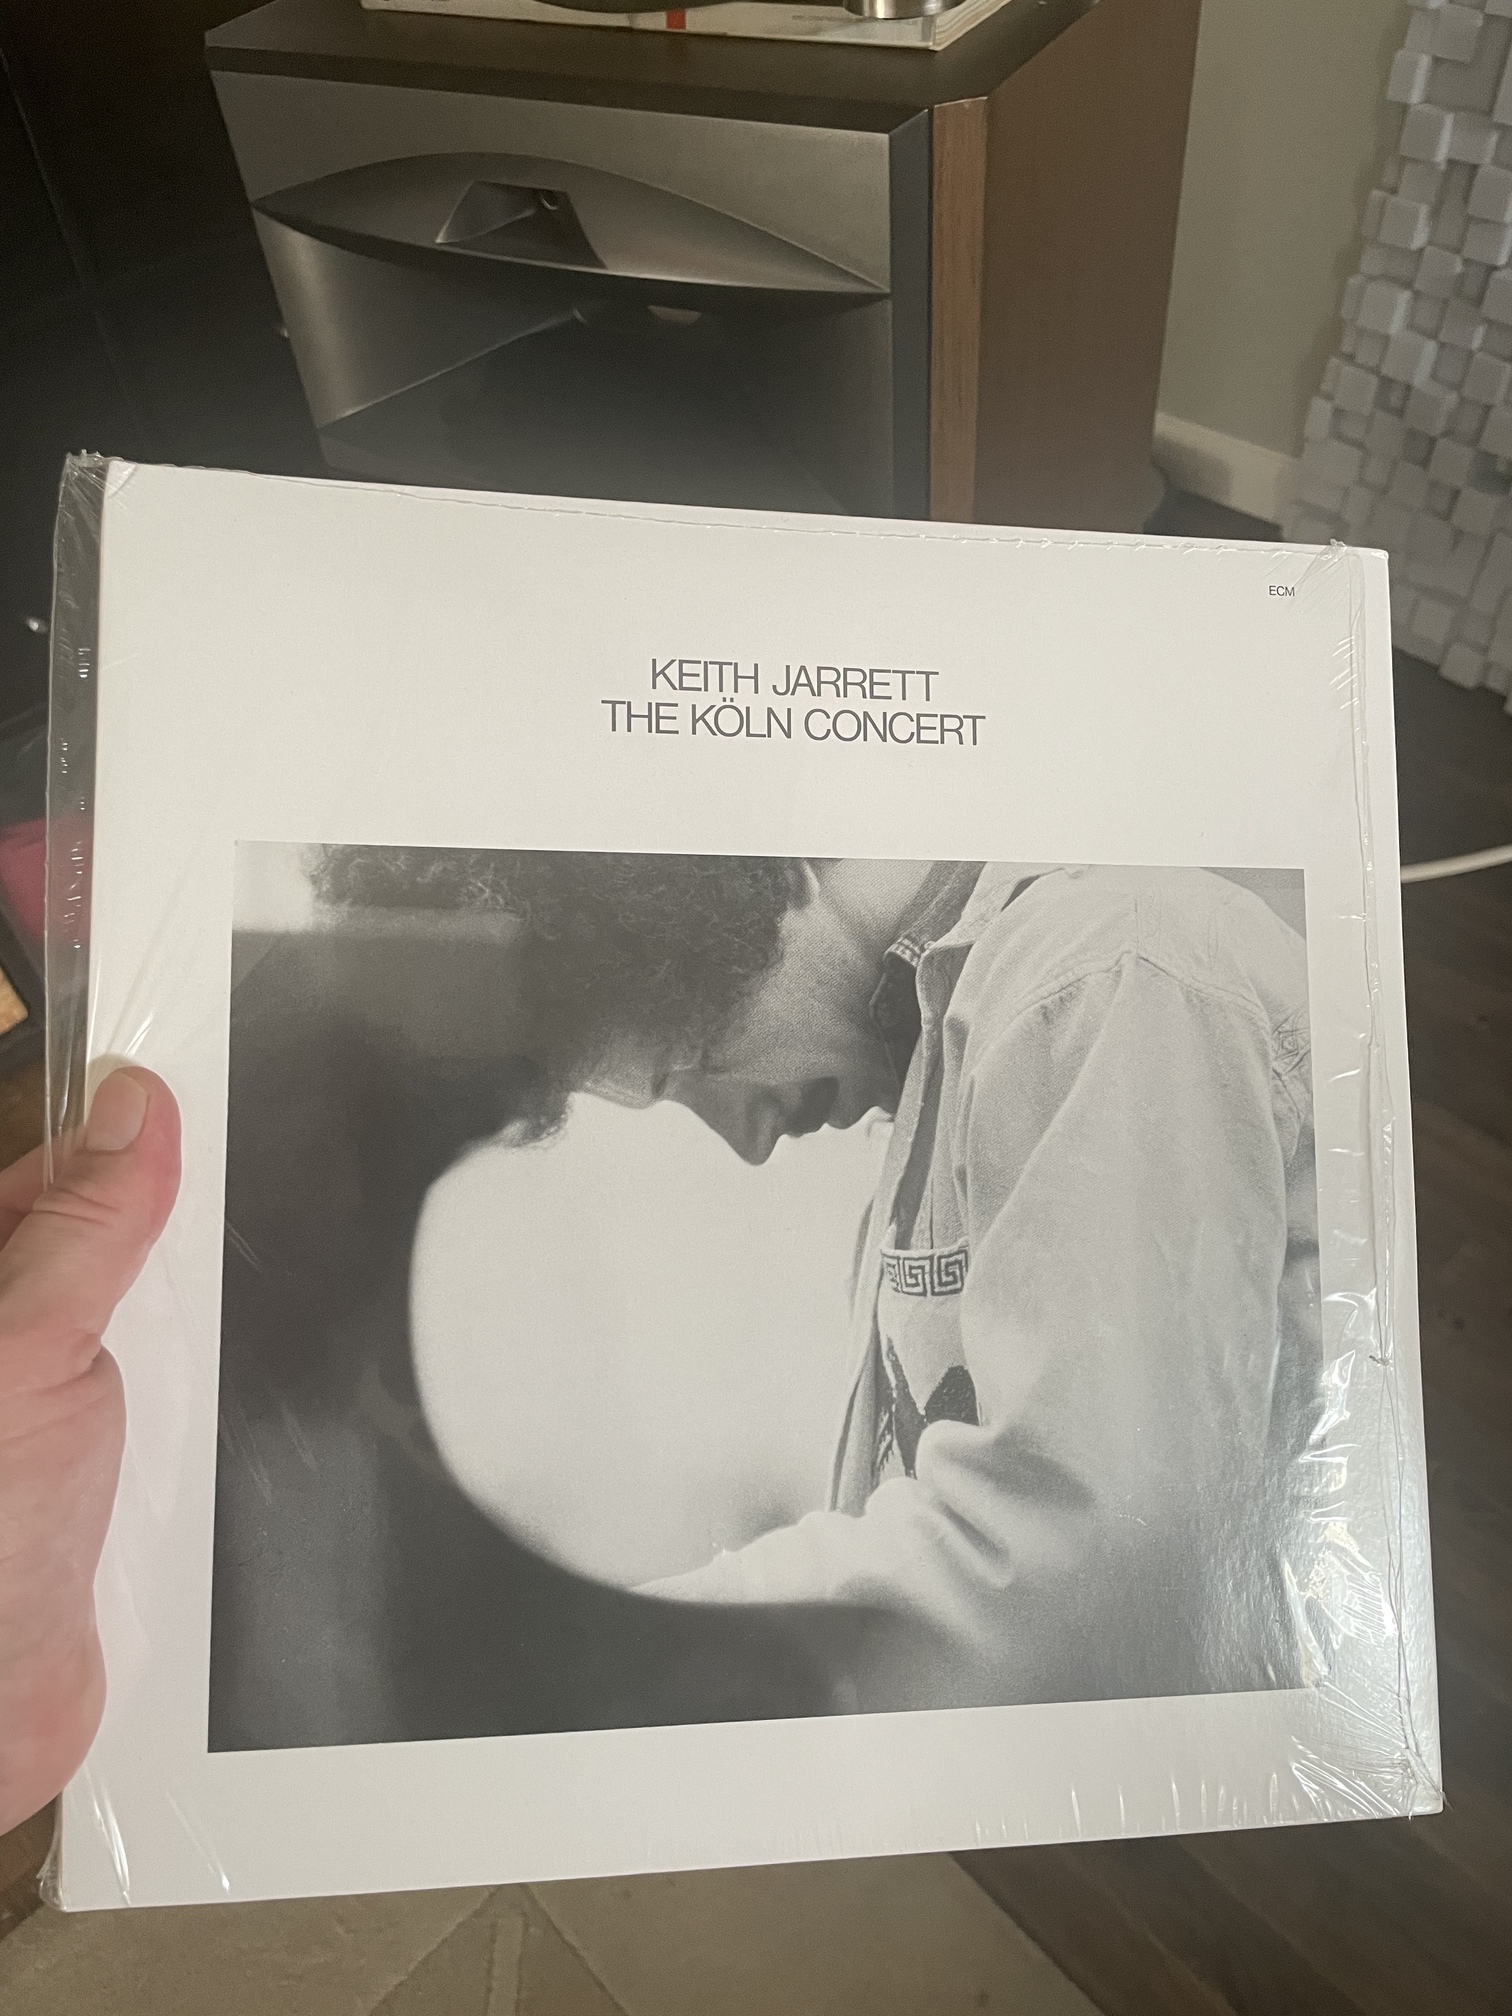 ECM
KEITH JARRETT
THE KÖLN CONCERT